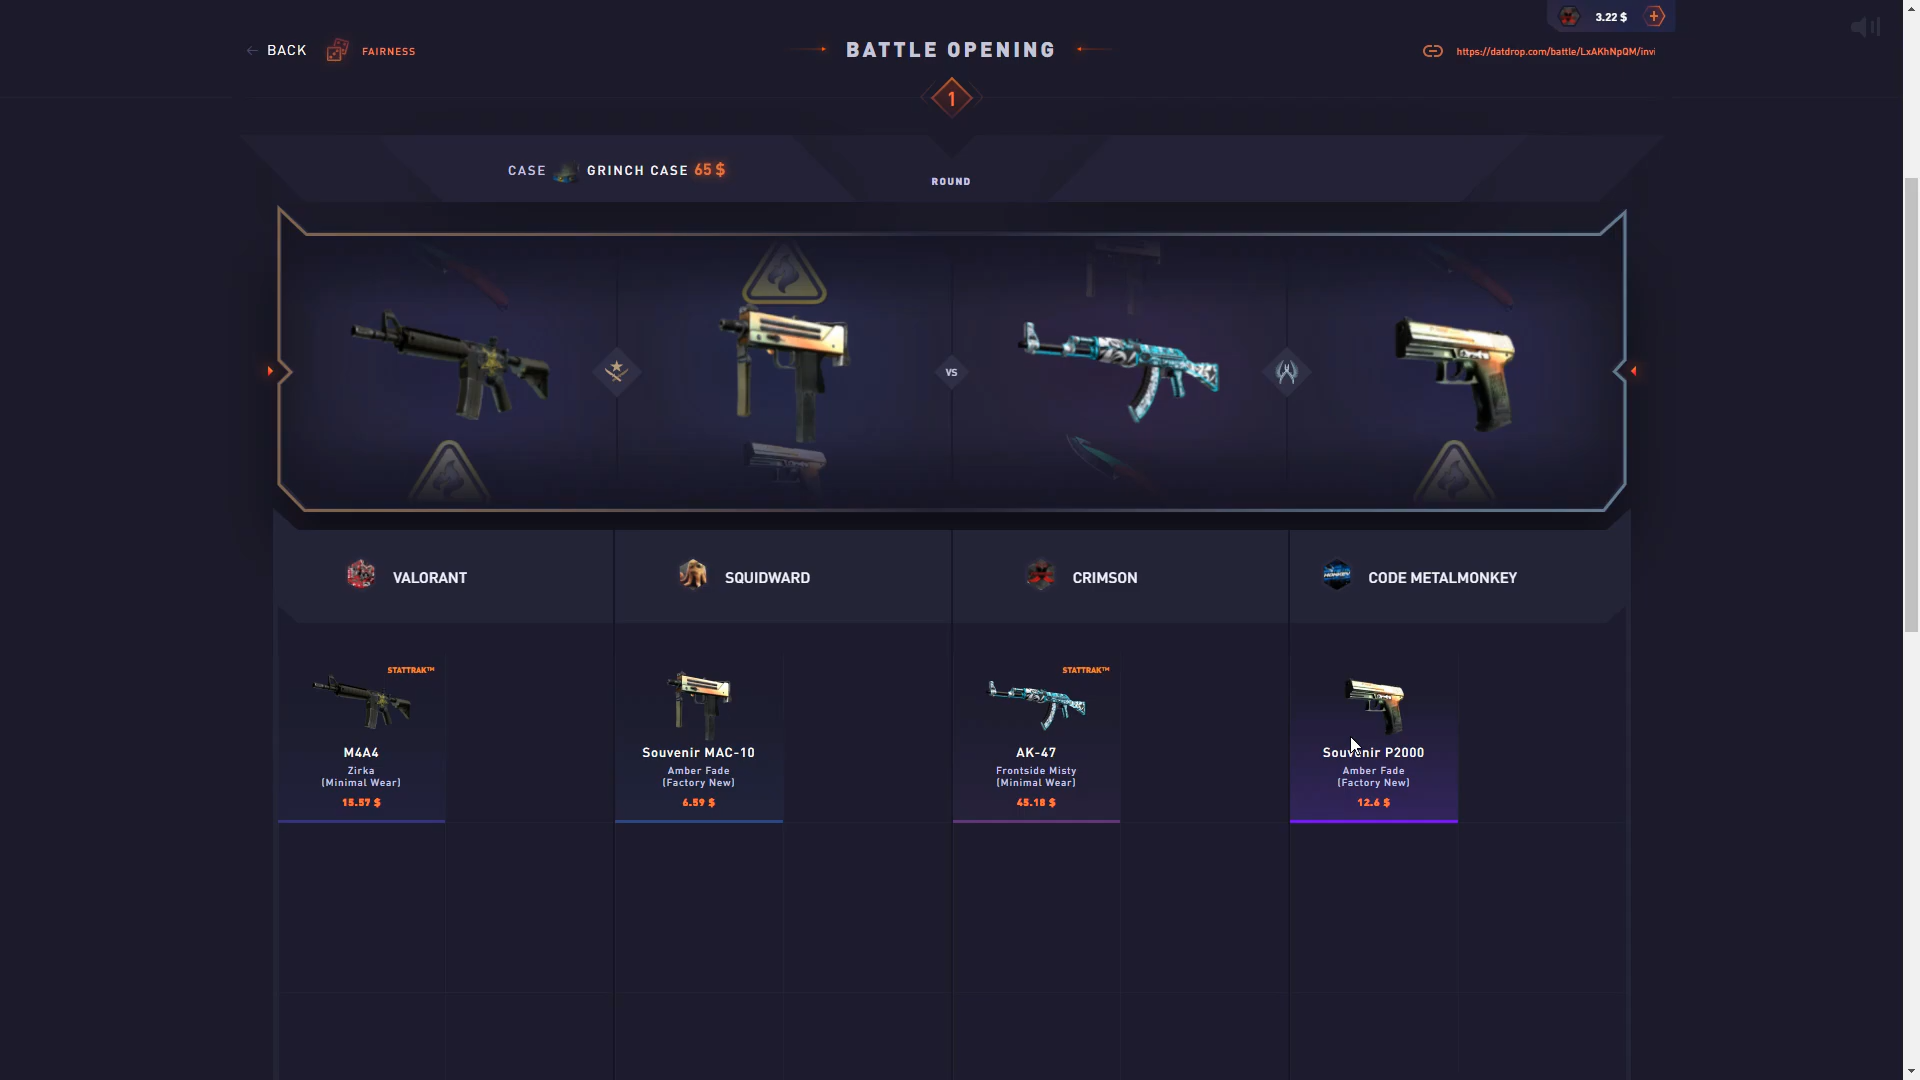 3.22 $
BACK
FAIRNESS
BATTLE OPENING
https://datdrop.com/battle/LxAKhNpQM/invi
1
CASE GRINCH CASE 65 $
ROUND
VS
VALORANT
SQUIDWARD
CRIMSON
CODE METALMONKEY
STATTRAK™
M4A4
Zirka
(Minimal Wear)
15.57 $
Souvenir MAC-10
Amber Fade
(Factory New)
6.59 $
STATTRAK™
AK-47
Frontside Misty
(Minimal Wear)
45.18 $
Souvenir P2000
Amber Fade
(Factory New)
12.6 $